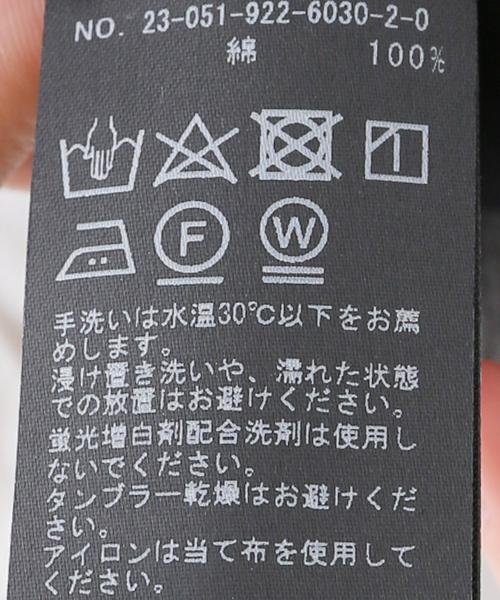 NO. 23-051-922-6030-2-0
綿 100%
F W
手洗いは水温30℃以下をお薦
めします。
浸け置き洗いや、濡れた状態
での放置はお避けください。
蛍光増白剤配合洗剤は使用し
ないでください。
タンブラー乾燥はお避けくだ
さい。
アイロンは当て布を使用して
ください。